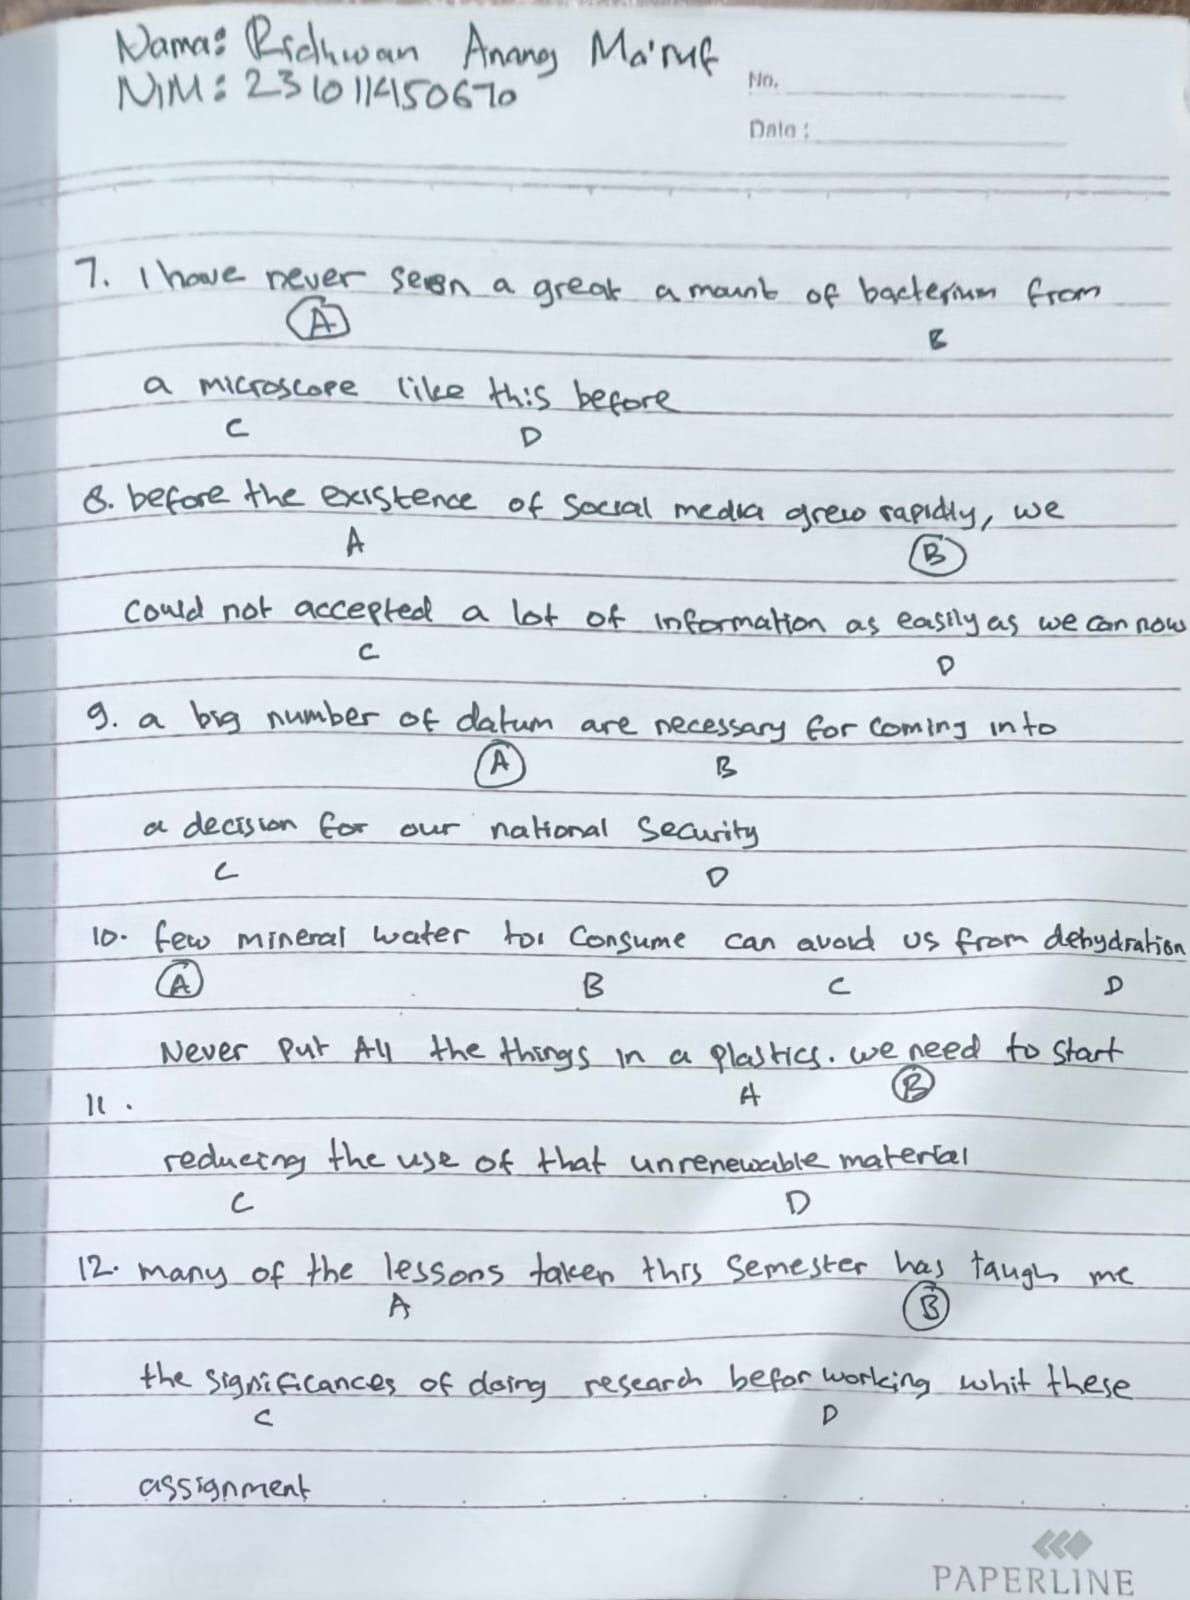 Nama: Ridhwan Anang Ma'ruf
NIM: 231011450670
No.
Date:
7. I have never seen a great amount of bacterium from
A B
a microscope like this before
C D
8. before the existence of social media grew rapidly, we
A B
could not accepted a lot of information as easily as we can now
C D
9. a big number of datum are necessary for coming into
A B
a decision for our national security
C D
10. few mineral water to consume can avoid us from dehydration
A B C D
Never put All the things in a plastics. we need to start
11. A B
reducing the use of that unrenewable material
C D
12. many of the lessons taken this semester has taugh me
A B
the significances of doing research befor working whit these
C D
assignment
PAPERLINE